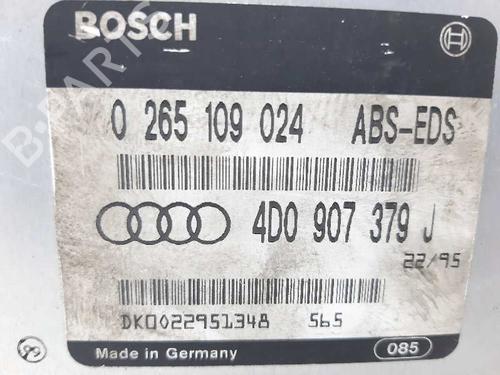 BOSCH
0 265 109 024 ABS-EDS
4D0 907 379 J
22/95
DK0022951348 565
Made in Germany 085
B-PARTS